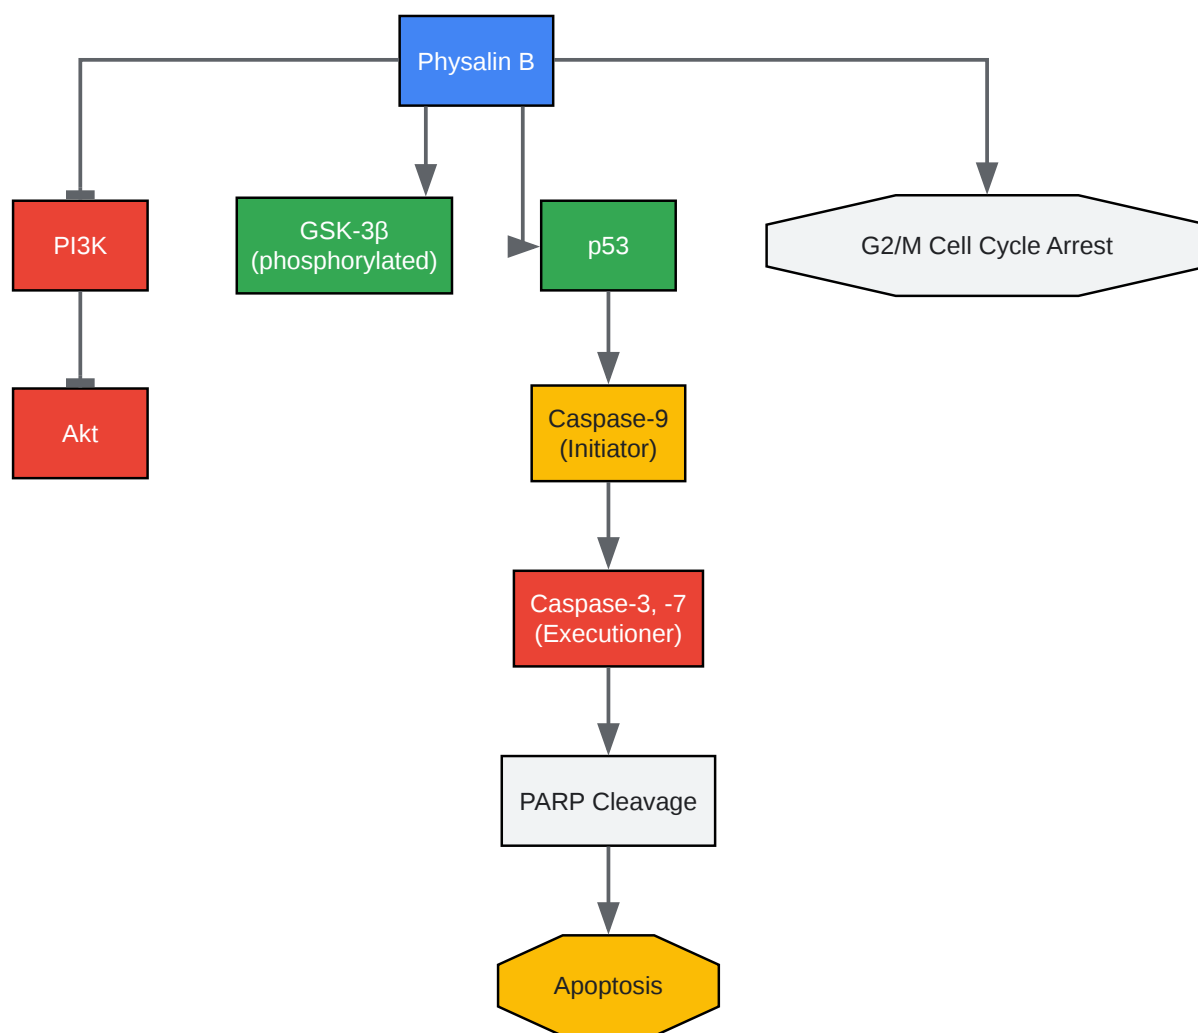 Physalin B
PI3K
GSK-3β
(phosphorylated)
p53
G2/M Cell Cycle Arrest
Akt
Caspase-9
(Initiator)
Caspase-3, -7
(Executioner)
PARP Cleavage
Apoptosis